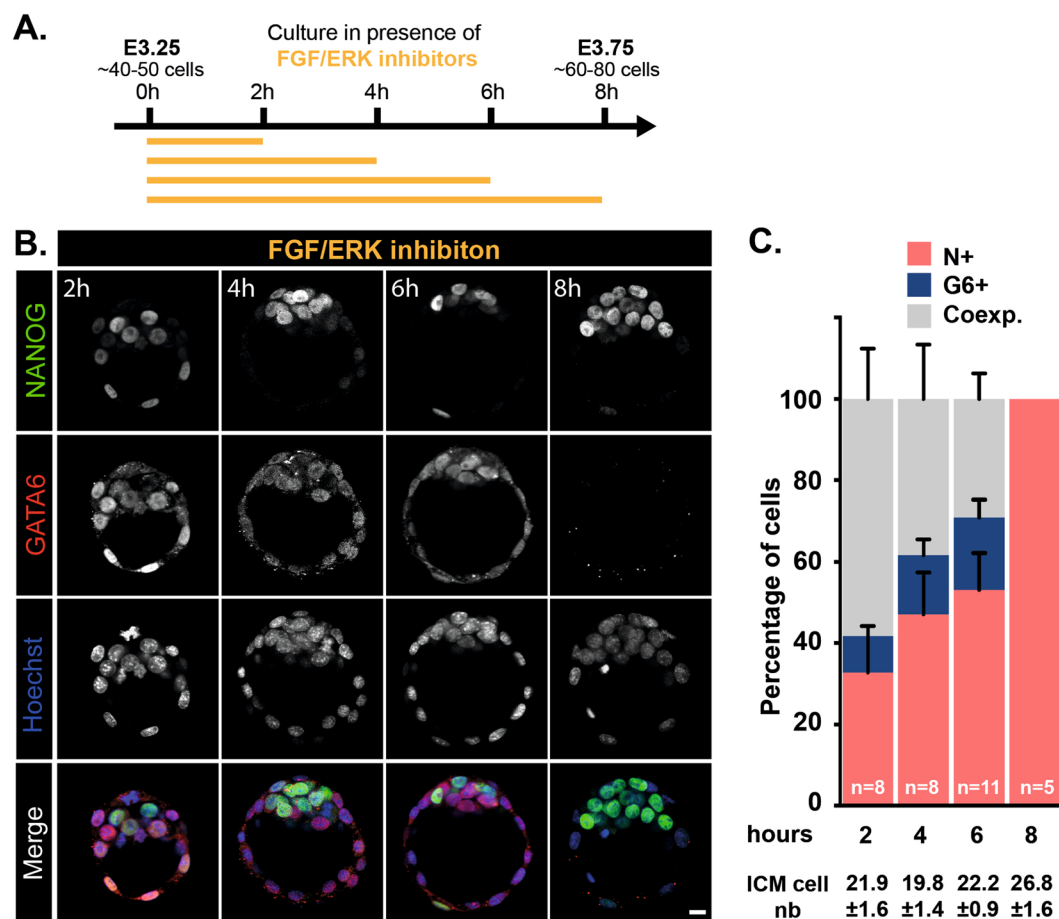 A.
E3.25
~40-50 cells
Culture in presence of
FGF/ERK inhibitors
E3.75
~60-80 cells
0h 2h 4h 6h 8h
B.
FGF/ERK inhibiton
2h 4h 6h 8h
NANOG
GATA6
Hoechst
Merge
C.
N+
G6+
Coexp.
Percentage of cells
100
80
60
40
20
0
n=8 n=8 n=11 n=5
hours 2 4 6 8
ICM cell 21.9 19.8 22.2 26.8
nb ±1.6 ±1.4 ±0.9 ±1.6